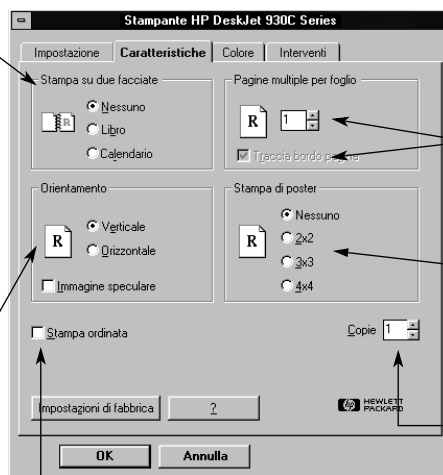 Stampante HP DeskJet 930C Series
Impostazione Caratteristiche Colore Interventi
Stampa su due facciate
Nessuno
Libro
Calendario
Pagine multiple per foglio
R
1
Traccia bordo pagina
Orientamento
R
Verticale
Orizzontale
Immagine speculare
Stampa di poster
R
Nessuno
2x2
3x3
4x4
Stampa ordinata
Copie 1
Impostazioni di fabbrica
?
hp HEWLETT
PACKARD
OK
Annulla